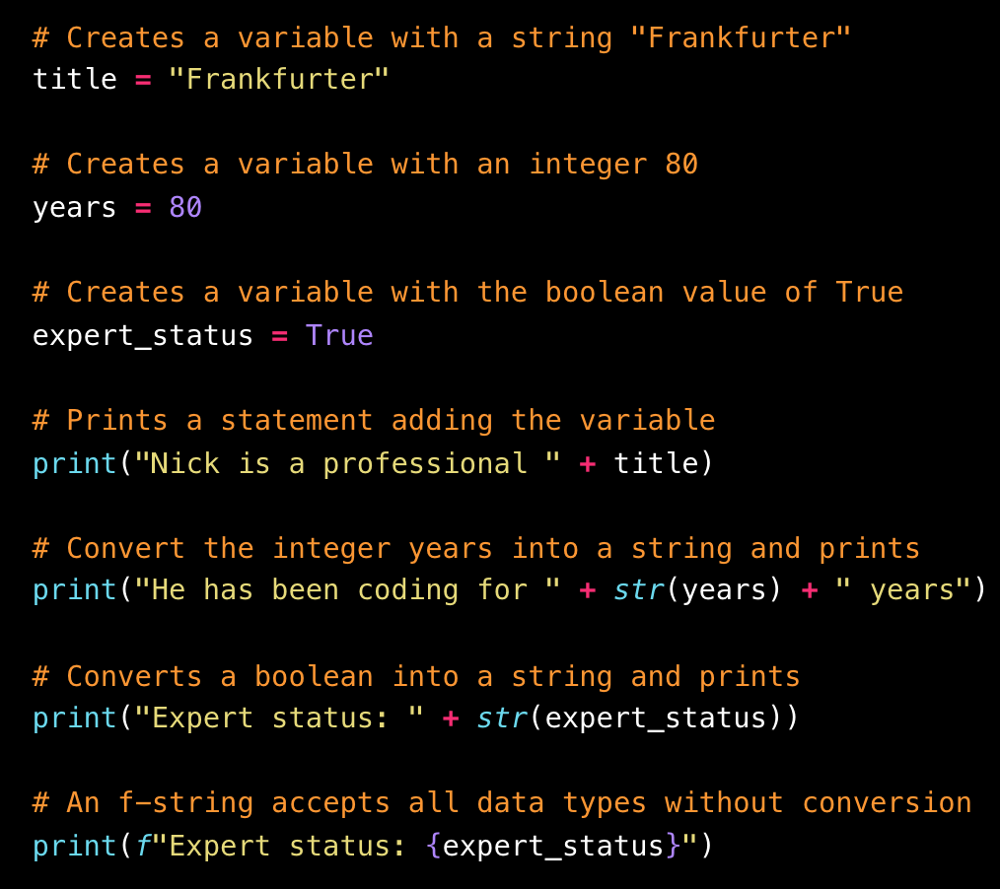 # Creates a variable with a string "Frankfurter"
title = "Frankfurter"
# Creates a variable with an integer 80
years = 80
# Creates a variable with the boolean value of True
expert_status = True
# Prints a statement adding the variable
print("Nick is a professional " + title)
# Convert the integer years into a string and prints
print("He has been coding for " + str(years) + " years")
# Converts a boolean into a string and prints
print("Expert status: " + str(expert_status))
# An f-string accepts all data types without conversion
print(f"Expert status: {expert_status}")